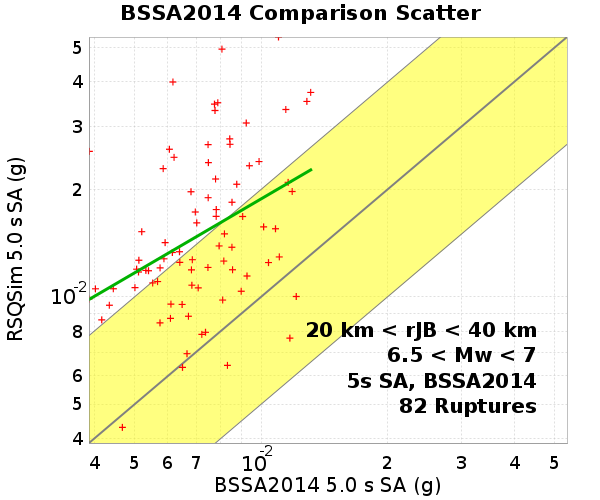 BSSA2014 Comparison Scatter
RSQSim 5.0 s SA (g)
5
4
3
2
10-2
8
7
6
5
4
20 km < rJB < 40 km
6.5 < Mw < 7
5s SA, BSSA2014
82 Ruptures
4 5 6 7 10-2 2 3 4 5
BSSA2014 5.0 s SA (g)